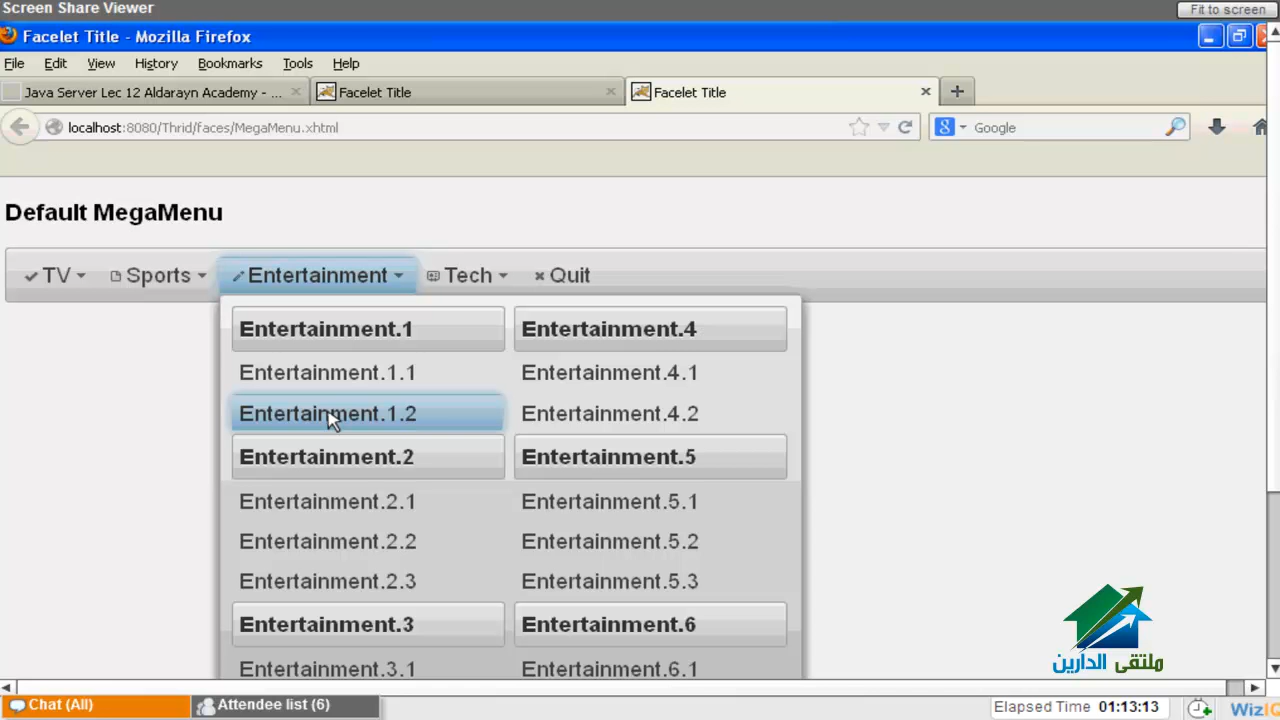 Screen Share Viewer
Fit to screen
Facelet Title - Mozilla Firefox
File Edit View History Bookmarks Tools Help
Java Server Lec 12 Aldarayn Academy - ...
Facelet Title
Facelet Title
localhost:8080/Thrid/faces/MegaMenu.xhtml
Google
Default MegaMenu
TV Sports Entertainment Tech Quit
Entertainment.1
Entertainment.1.1
Entertainment.1.2
Entertainment.2
Entertainment.2.1
Entertainment.2.2
Entertainment.2.3
Entertainment.3
Entertainment.3.1
Entertainment.4
Entertainment.4.1
Entertainment.4.2
Entertainment.5
Entertainment.5.1
Entertainment.5.2
Entertainment.5.3
Entertainment.6
Entertainment.6.1
ملتقى الدارين
Chat (All)
Attendee list (6)
Elapsed Time 01:13:13
WizIQ